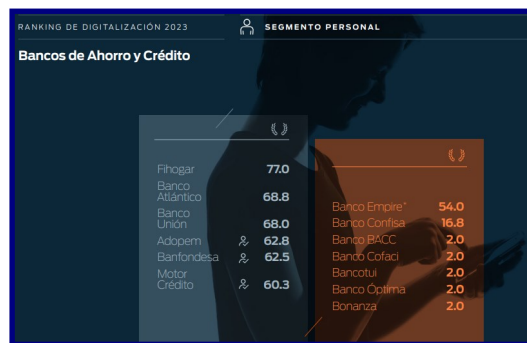 RANKING DE DIGITALIZACIÓN 2023
SEGMENTO PERSONAL
Bancos de Ahorro y Crédito
Fihogar 77.0
Banco
Atlántico 68.8
Banco
Unión 68.0
Adopem 62.8
Banfondesa 62.5
Motor
Crédito 60.3
Banco Empire* 54.0
Banco Confisa 16.8
Banco BACC 2.0
Banco Cofaci 2.0
Bancotui 2.0
Banco Óptima 2.0
Bonanza 2.0